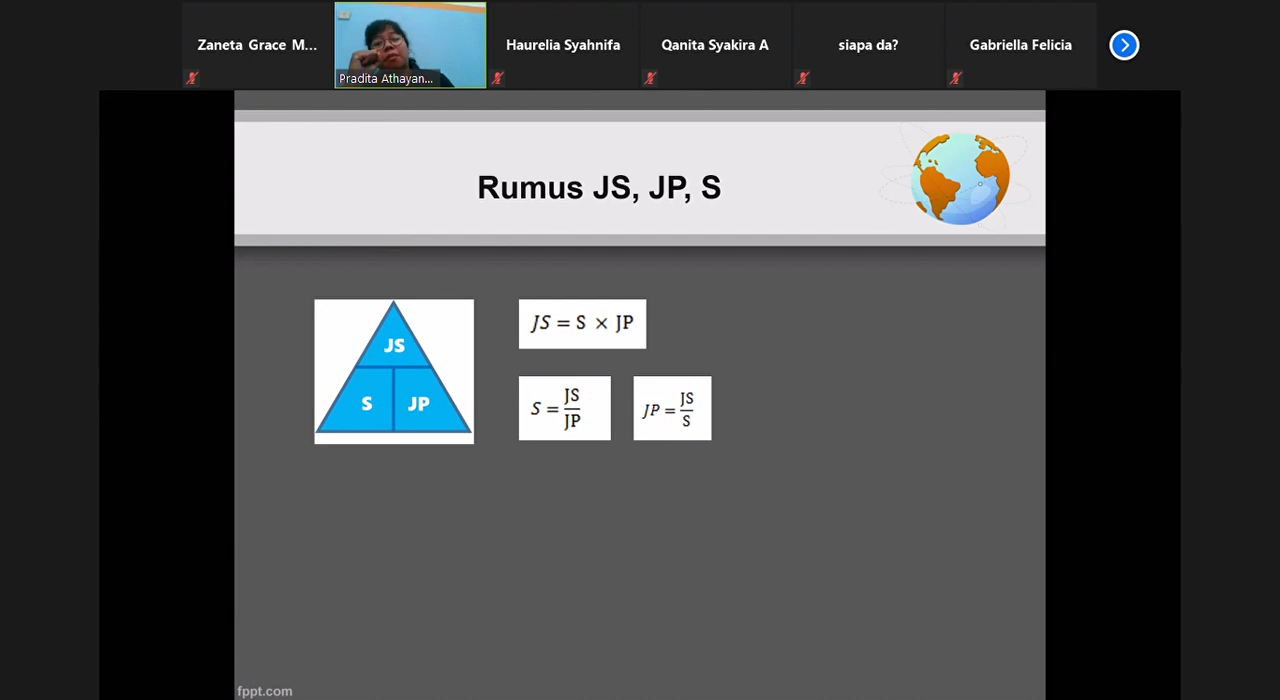 Zaneta Grace M...
Pradita Athayan...
Haurelia Syahnifa
Qanita Syakira A
siapa da?
Gabriella Felicia
Rumus JS, JP, S
JS
S JP
JS = S × JP
S = JS/JP
JP = JS/S
fppt.com